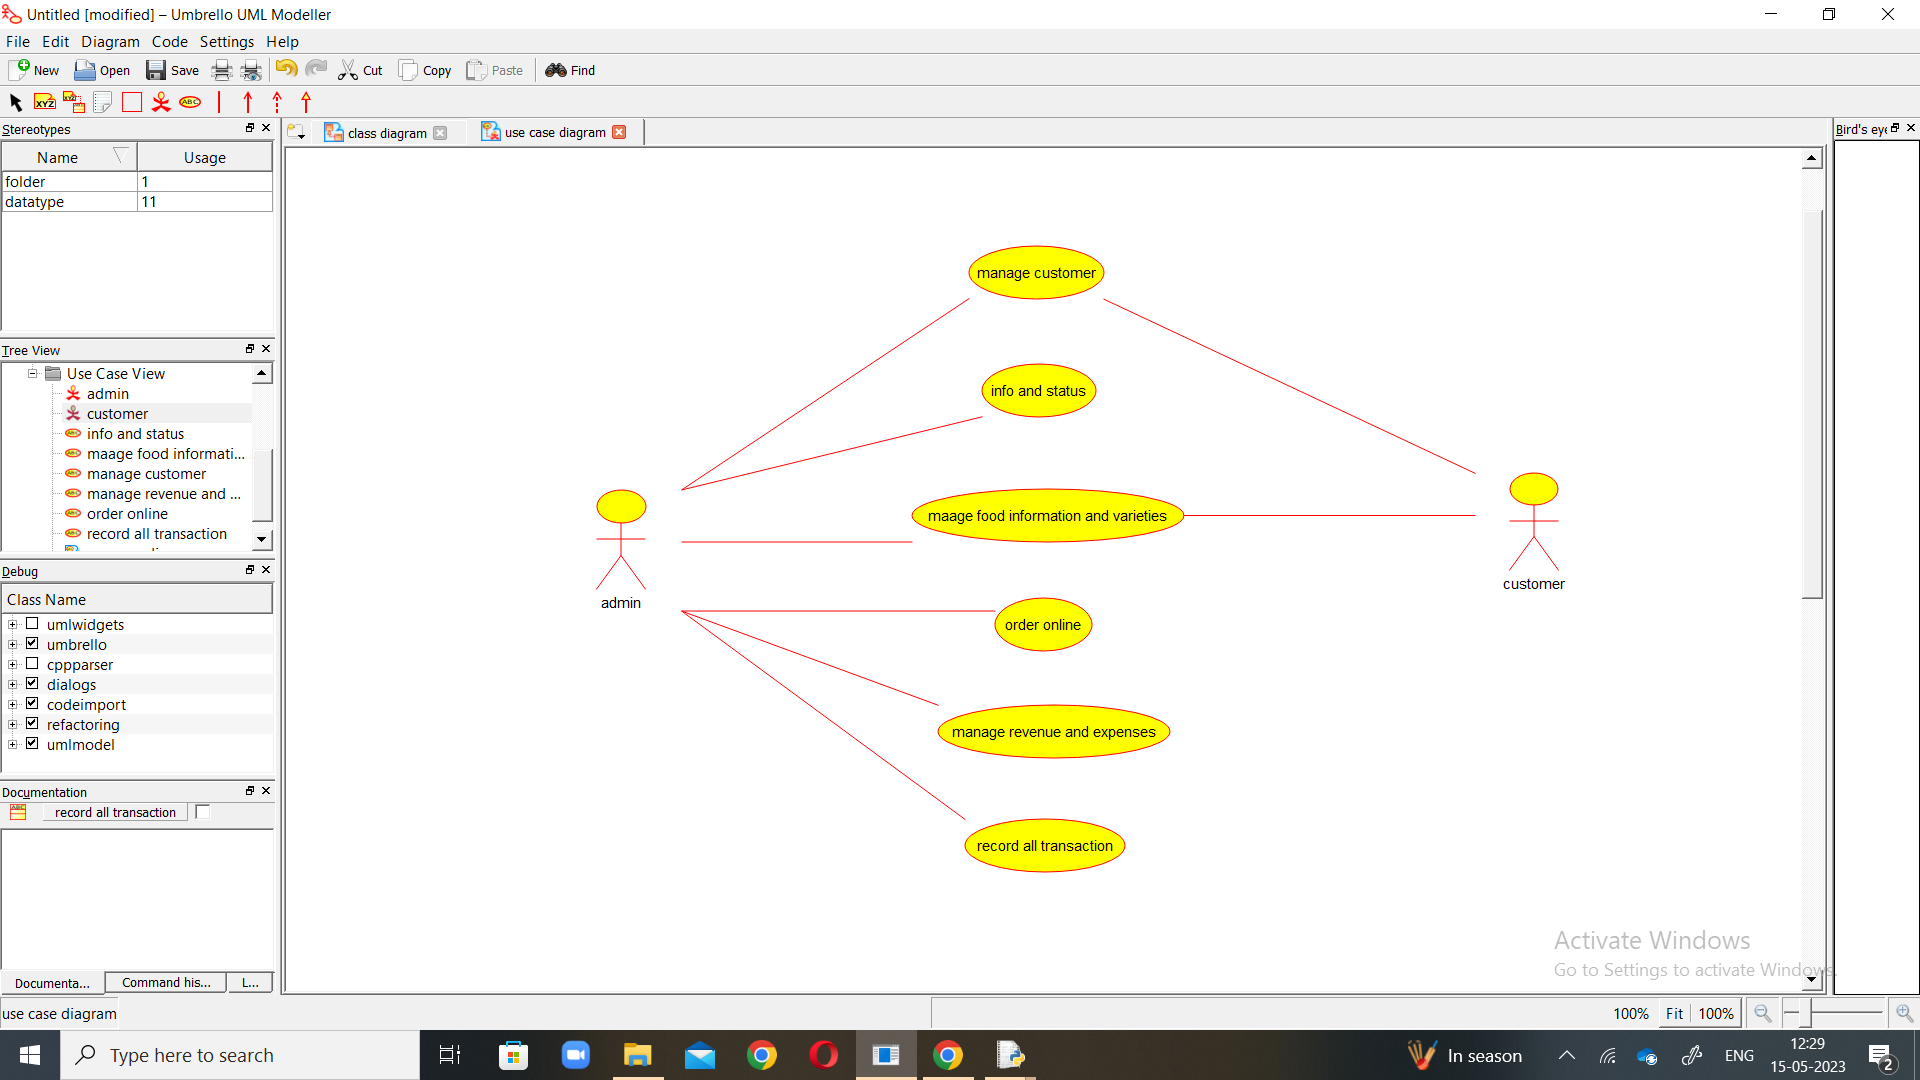 Untitled [modified] – Umbrello UML Modeller
File Edit Diagram Code Settings Help
New Open Save Cut Copy Paste Find
XYZ XYZ ABC
Stereotypes
class diagram use case diagram
Bird's eye
Name Usage
folder 1
datatype 11
Tree View
Use Case View
admin
customer
info and status
maage food informati...
manage customer
manage revenue and ...
order online
record all transaction
Debug
Class Name
umlwidgets
umbrello
cppparser
dialogs
codeimport
refactoring
umlmodel
Documentation
record all transaction
Documenta... Command his... L...
manage customer
info and status
maage food information and varieties
order online
manage revenue and expenses
record all transaction
admin
customer
Activate Windows
Go to Settings to activate Windows.
use case diagram
100% Fit 100%
Type here to search
In season
ENG
12:29
15-05-2023
2